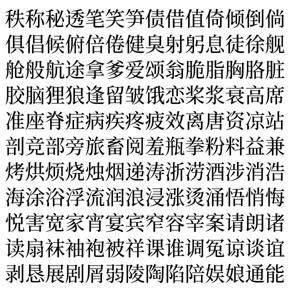 秩称秘透笔笑笋债借值倚倾倒倘
俱倡候俯倍倦健臭射躬息徒徐舰
舱般航途拿爹爱颂翁脆脂胸胳脏
胶脑狸狼逢留皱饿恋桨浆衰高席
准座脊症病疾疼疲效离唐资凉站
剖竞部旁旅畜阅羞瓶拳粉料益兼
烤烘烦烧烛烟递涛浙涝酒涉消浩
海涂浴浮流润浪浸涨烫涌悟悄悔
悦害宽家宵宴宾窄容宰案请朗诸
读扇袜袖袍被祥课谁调冤谅谈谊
剥恳展剧屑弱陵陶陷陪娱娘通能